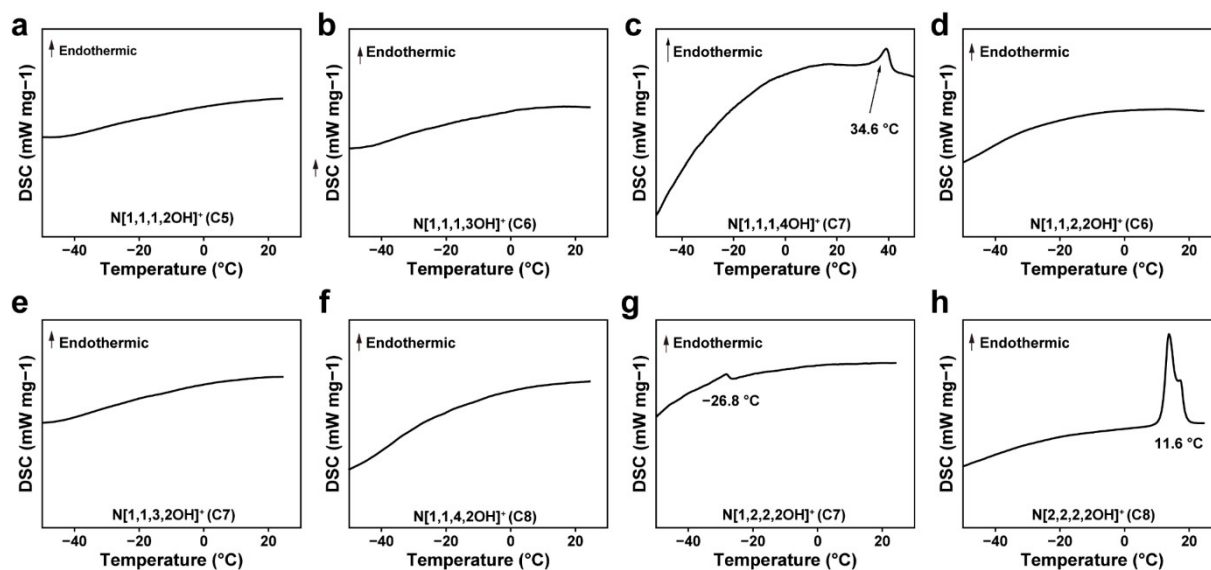 a
↑ Endothermic
DSC (mW mg−1)
N[1,1,1,2OH]⁺ (C5)
−40 −20 0 20
Temperature (°C)
b
↑ Endothermic
↑ DSC (mW mg−1)
N[1,1,1,3OH]⁺ (C6)
−40 −20 0 20
Temperature (°C)
c
↑ Endothermic
34.6 °C
DSC (mW mg−1)
N[1,1,1,4OH]⁺ (C7)
−40 −20 0 20 40
Temperature (°C)
d
↑ Endothermic
DSC (mW mg−1)
N[1,1,2,2OH]⁺ (C6)
−40 −20 0 20
Temperature (°C)
e
↑ Endothermic
DSC (mW mg−1)
N[1,1,3,2OH]⁺ (C7)
−40 −20 0 20
Temperature (°C)
f
↑ Endothermic
DSC (mW mg−1)
N[1,1,4,2OH]⁺ (C8)
−40 −20 0 20
Temperature (°C)
g
↑ Endothermic
−26.8 °C
DSC (mW mg−1)
N[1,2,2,2OH]⁺ (C7)
−40 −20 0 20
Temperature (°C)
h
↑ Endothermic
11.6 °C
DSC (mW mg−1)
N[2,2,2,2OH]⁺ (C8)
−40 −20 0 20
Temperature (°C)